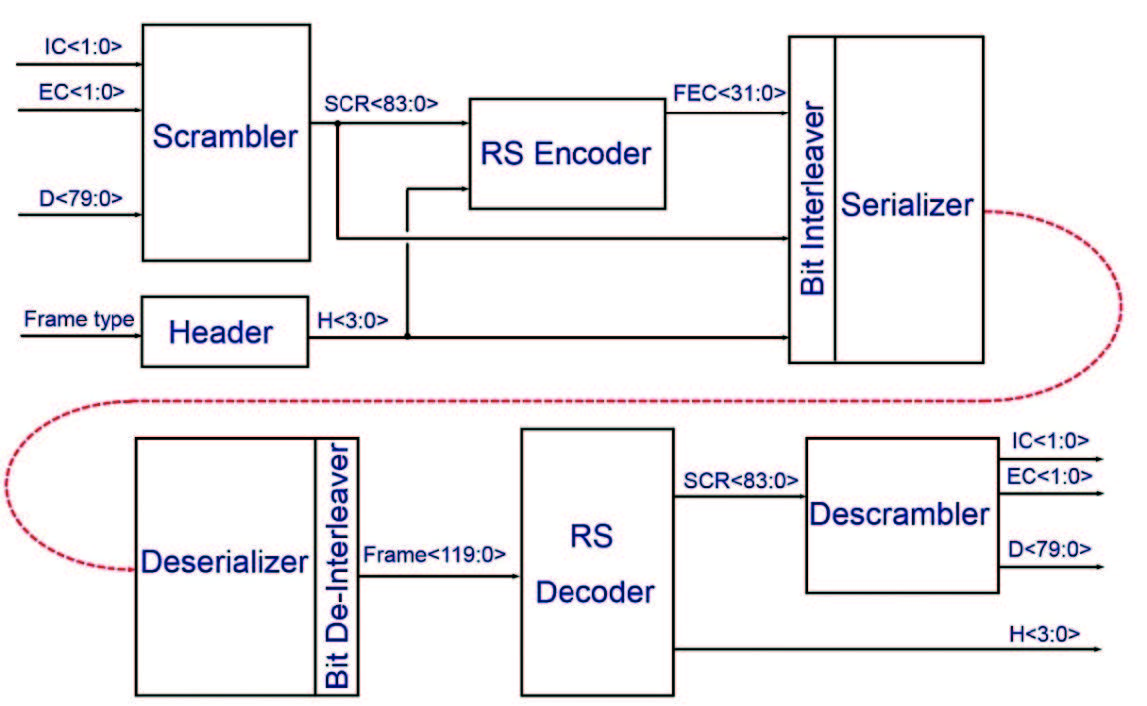 IC<1:0>
EC<1:0>
D<79:0>
Scrambler
SCR<83:0>
RS Encoder
FEC<31:0>
Bit Interleaver
Serializer
Frame type
Header
H<3:0>
Deserializer
Bit De-Interleaver
Frame<119:0>
RS
Decoder
SCR<83:0>
Descrambler
IC<1:0>
EC<1:0>
D<79:0>
H<3:0>